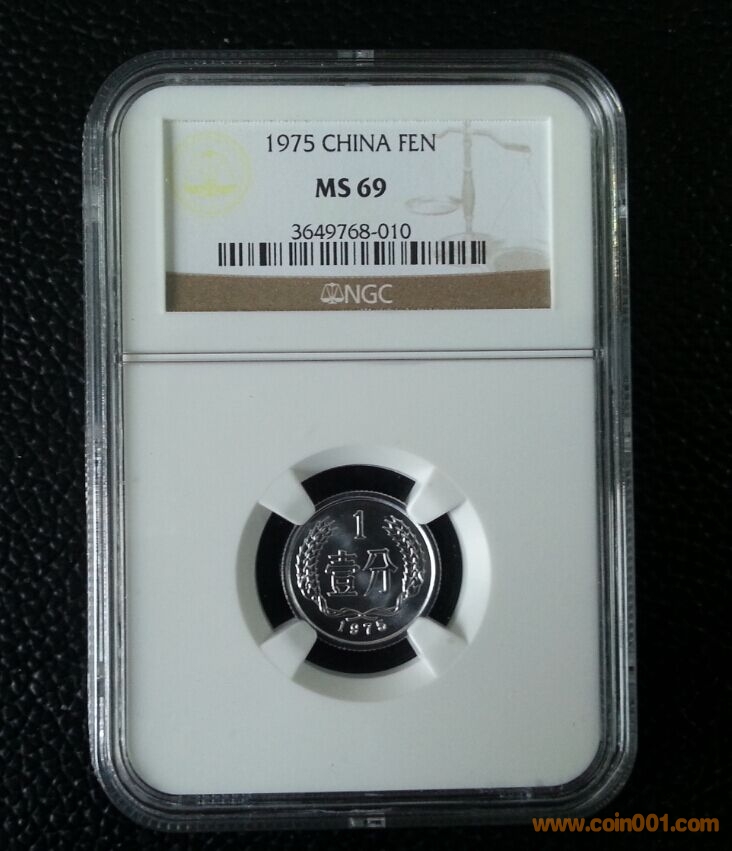 1975 CHINA FEN
MS 69
3649768-010
NGC
1
壹分
1975
www.coin001.com